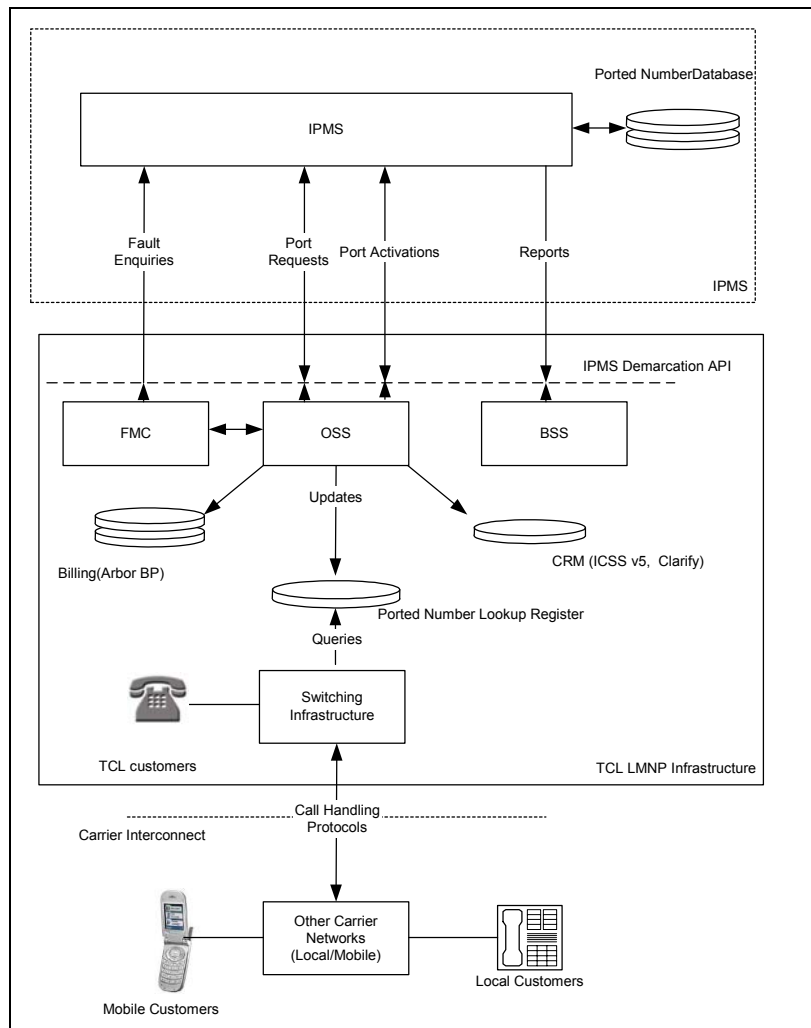 Ported NumberDatabase
IPMS
Fault
Enquiries
Port
Requests
Port Activations
Reports
IPMS
IPMS Demarcation API
FMC
OSS
BSS
Updates
Billing(Arbor BP)
CRM (ICSS v5, Clarify)
Ported Number Lookup Register
Queries
Switching
Infrastructure
TCL customers
TCL LMNP Infrastructure
Call Handling
Protocols
Carrier Interconnect
Other Carrier
Networks
(Local/Mobile)
Mobile Customers
Local Customers